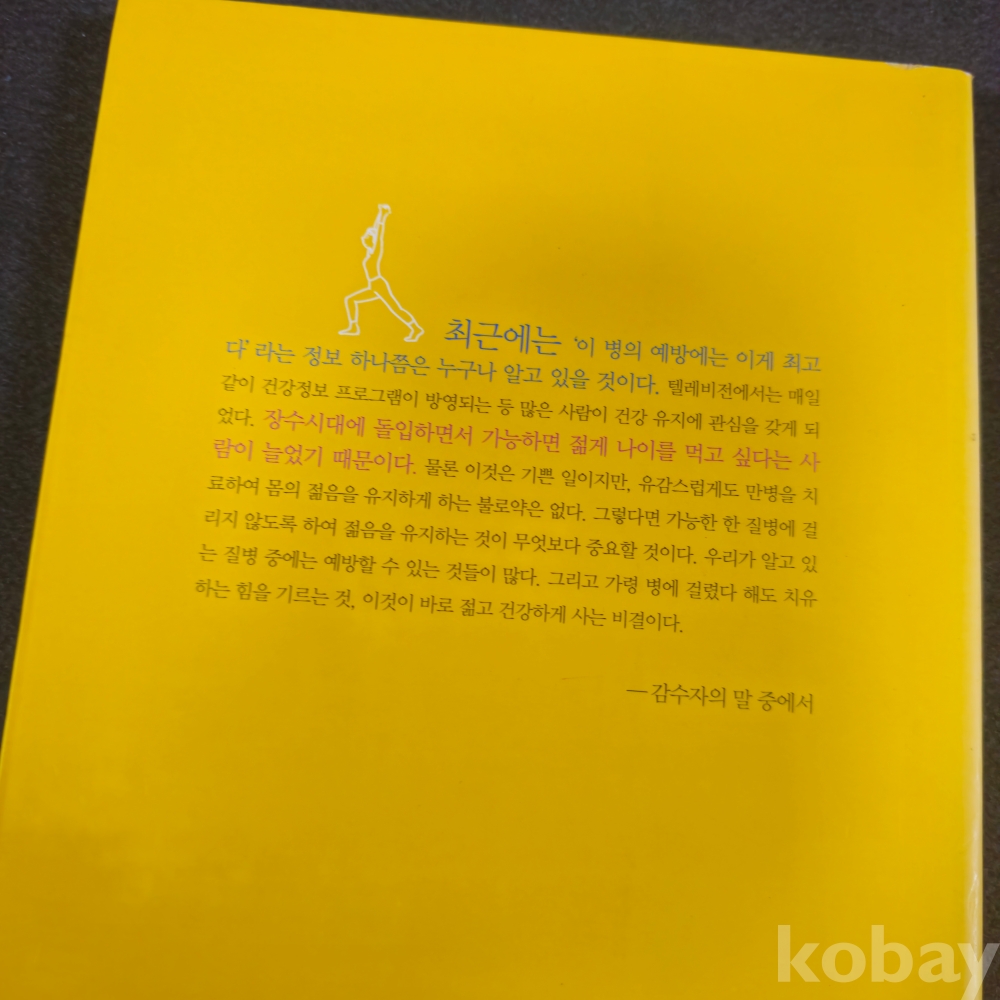 최근에는 '이 병의 예방에는 이게 최고
다' 라는 정보 하나쯤은 누구나 알고 있을 것이다. 텔레비전에서는 매일
같이 건강정보 프로그램이 방영되는 등 많은 사람이 건강 유지에 관심을 갖게 되
었다. 장수시대에 돌입하면서 가능하면 젊게 나이를 먹고 싶다는 사
람이 늘었기 때문이다. 물론 이것은 기쁜 일이지만, 유감스럽게도 만병을 치
료하여 몸의 젊음을 유지하게 하는 불로약은 없다. 그렇다면 가능한 한 질병에 걸
리지 않도록 하여 젊음을 유지하는 것이 무엇보다 중요할 것이다. 우리가 알고 있
는 질병 중에는 예방할 수 있는 것들이 많다. 그리고 가령 병에 걸렸다 해도 치유
하는 힘을 기르는 것, 이것이 바로 젊고 건강하게 사는 비결이다.
—감수자의 말 중에서
kobay